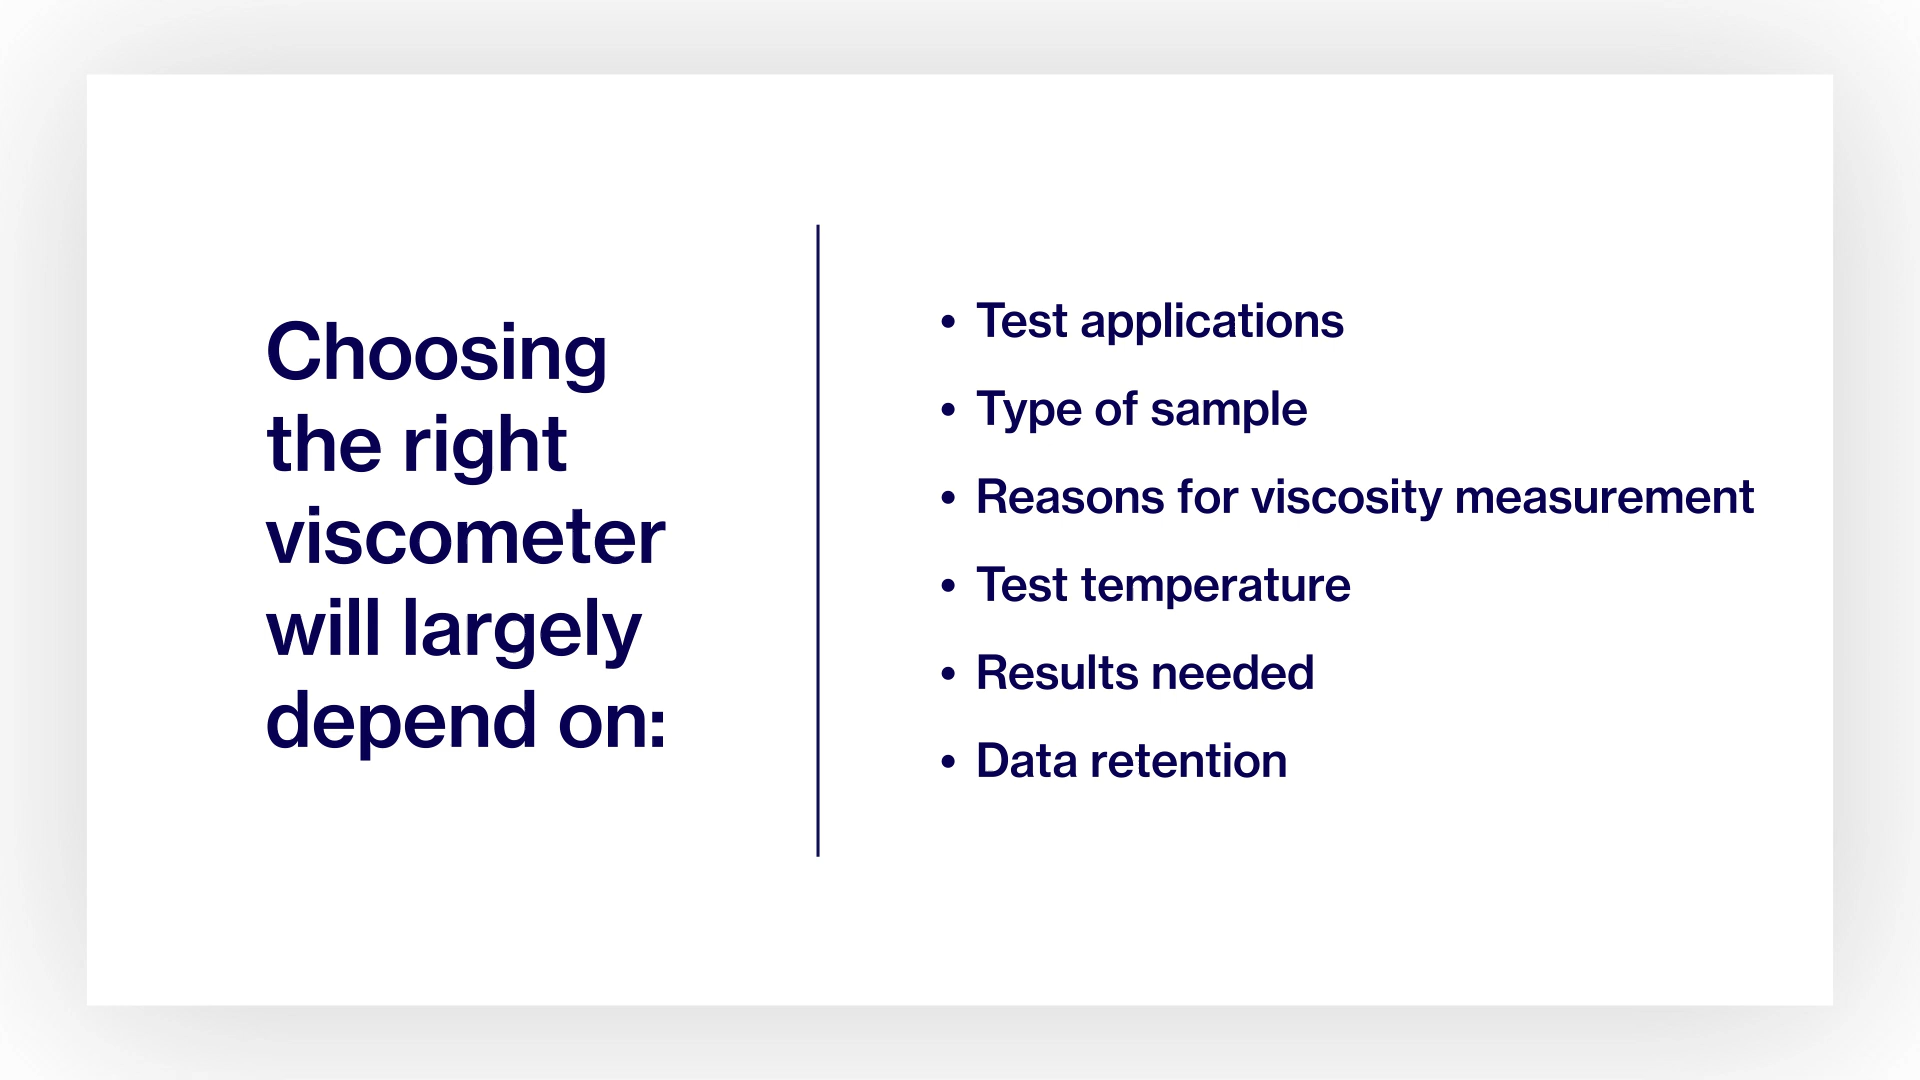 Choosing
the right
viscometer
will largely
depend on:
• Test applications
• Type of sample
• Reasons for viscosity measurement
• Test temperature
• Results needed
• Data retention